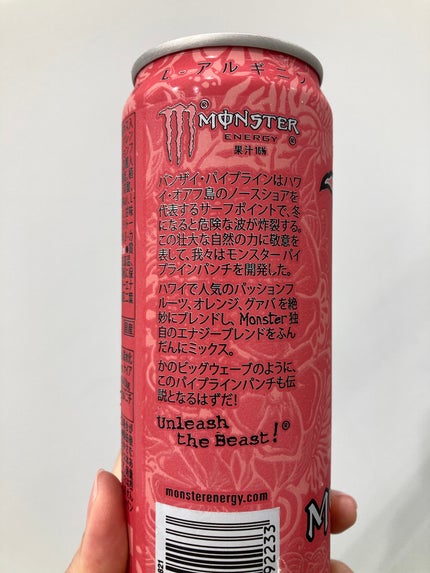 L-アルギニン
MONSTER
ENERGY
果汁16%
バンザイ・パイプラインはハワ
イ・オアフ島のノースショアを
代表するサーフポイントで、冬
になると危険な波が炸裂する。
この壮大な自然の力に敬意を
表して、我々はモンスター パイ
プラインパンチを開発した。
ハワイで人気のパッションフ
ルーツ、オレンジ、グァバを絶
妙にブレンドし、Monster独
自のエナジーブレンドをふん
だんにミックス。
かのビッグウェーブのように、
このパイプラインパンチも伝
説となるはずだ!
Unleash
the Beast!®
monsterenergy.com
92233
621
M